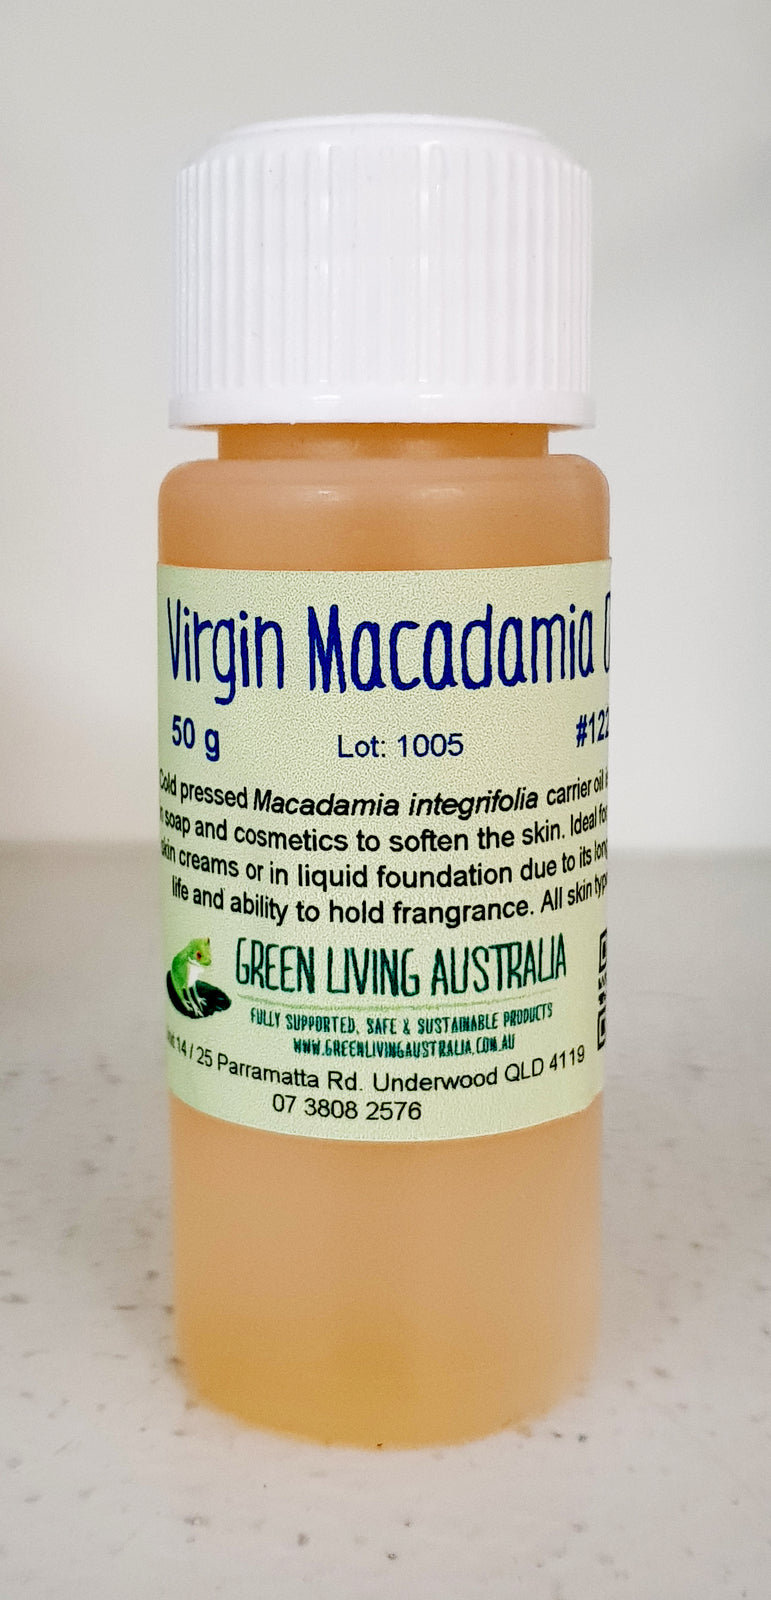 Virgin Macadamia
50 g Lot: 1005 #122
Cold pressed Macadamia integrifolia carrier oil
soap and cosmetics to soften the skin. Ideal for
skin creams or in liquid foundation due to its long
life and ability to hold frangrance. All skin
GREEN LIVING AUSTRALIA
FULLY SUPPORTED, SAFE & SUSTAINABLE PRODUCTS
WWW.GREENLIVINGAUSTRALIA.COM.AU
14 / 25 Parramatta Rd. Underwood QLD 4119
07 3808 2576